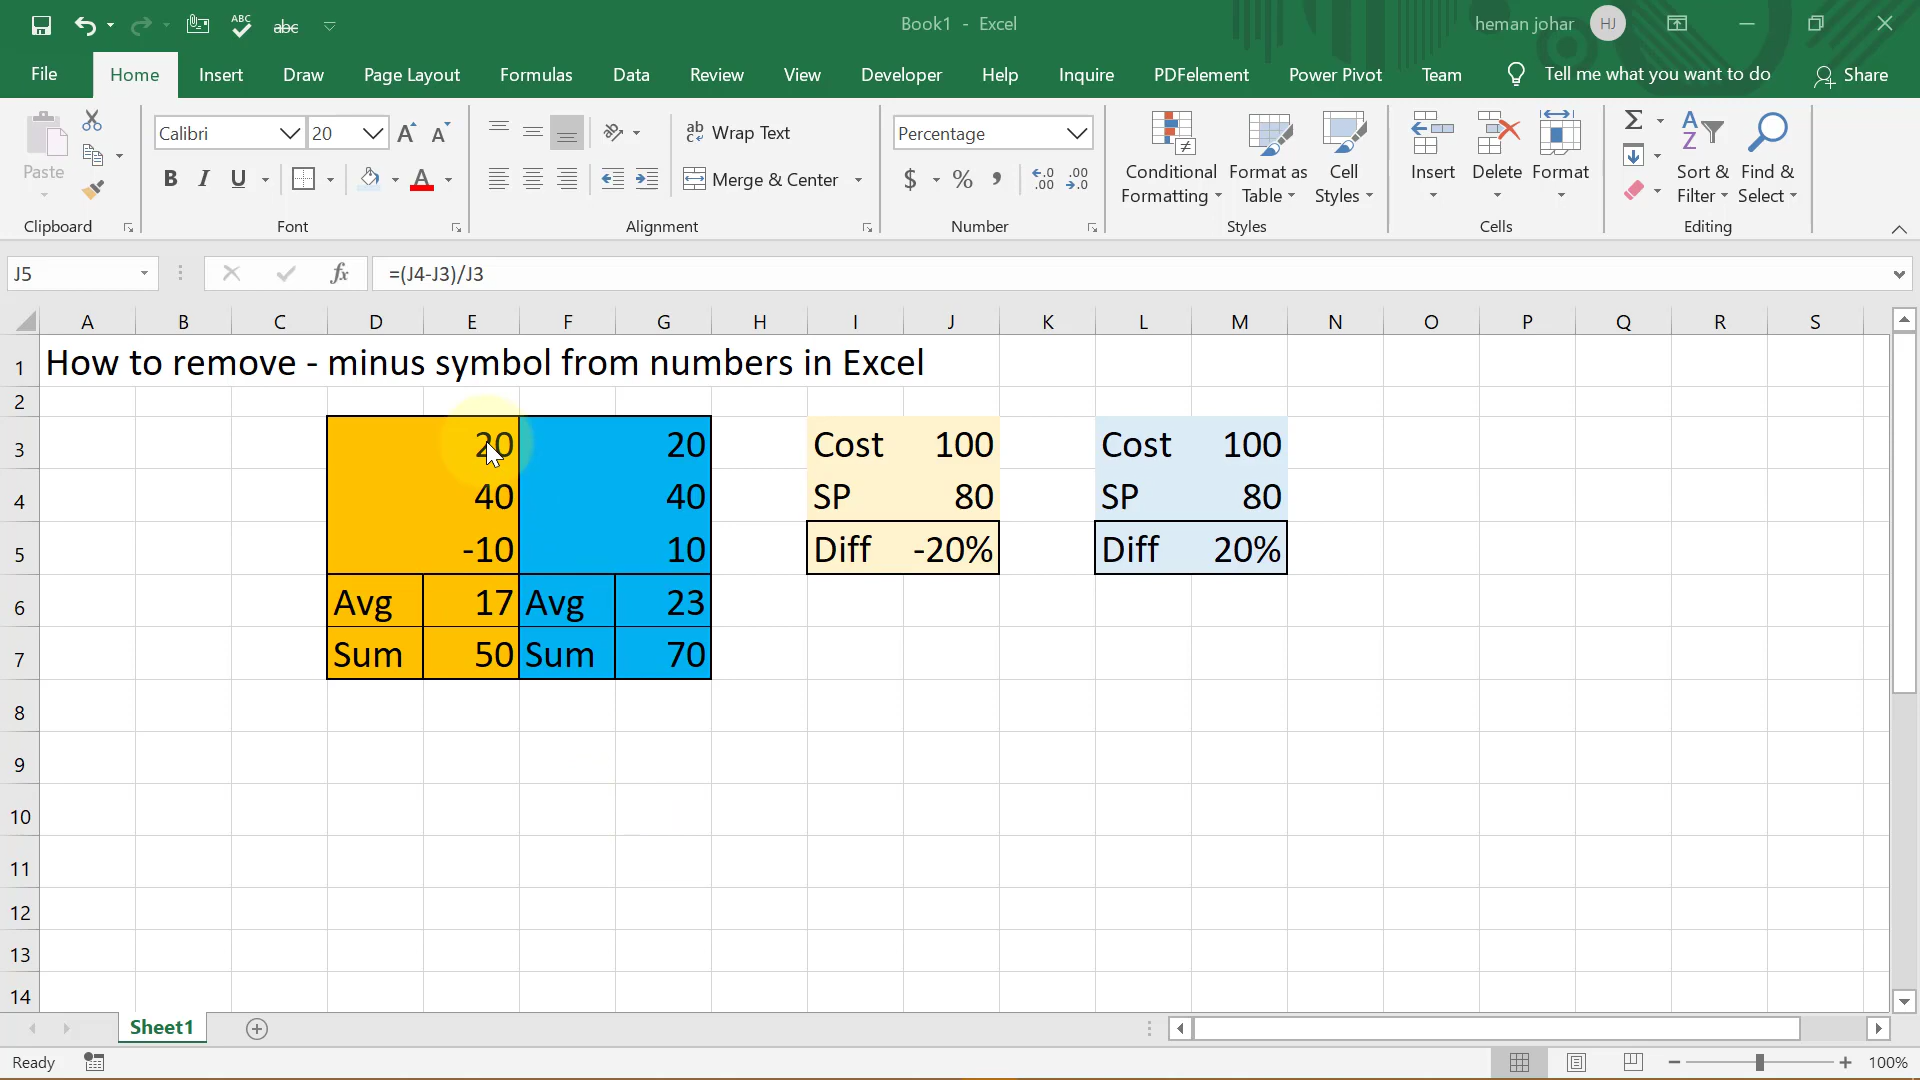 ABC
abc
Book1 - Excel
heman johar
HJ
File Home Insert Draw Page Layout Formulas Data Review View Developer Help Inquire PDFelement Power Pivot Team Tell me what you want to do Share
Paste
Clipboard
Calibri 20
A A
B I U A
Font
ab Wrap Text
Merge & Center
Alignment
Percentage
$ % , .00 .0
Number
Conditional Formatting
Format as Table
Cell Styles
Styles
Insert Delete Format
Cells
Sort & Filter
Find & Select
Editing
J5 fx =(J4-J3)/J3
A B C D E F G H I J K L M N O P Q R S
1 How to remove - minus symbol from numbers in Excel
2
3 20 20 Cost 100 Cost 100
4 40 40 SP 80 SP 80
5 -10 10 Diff -20% Diff 20%
6 Avg 17 Avg 23
7 Sum 50 Sum 70
8
9
10
11
12
13
14
Sheet1
Ready
100%